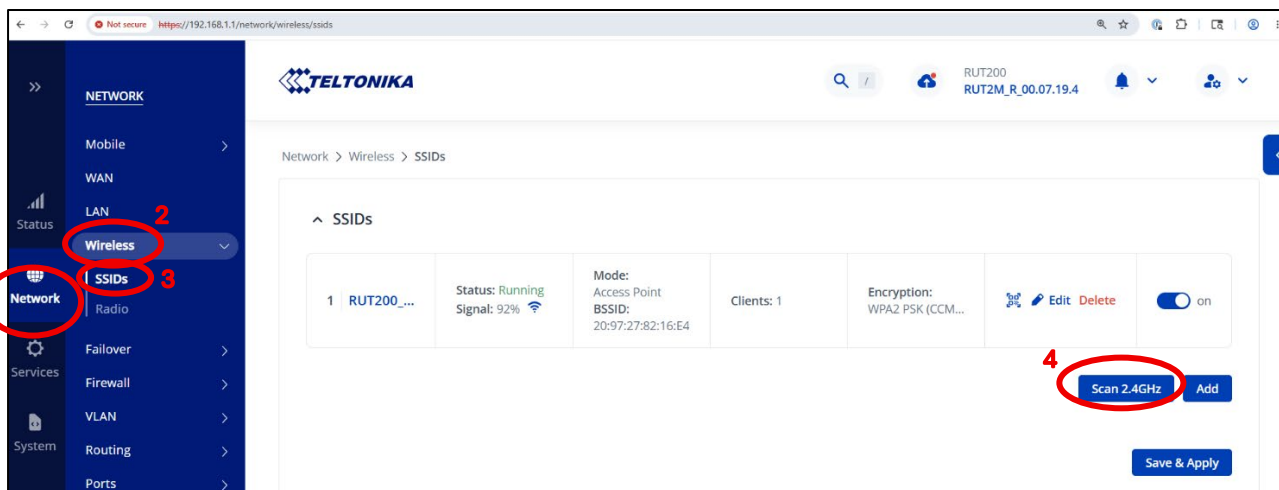 Not secure https://192.168.1.1/network/wireless/ssids
NETWORK
Mobile
WAN
LAN
2
Wireless
SSIDs
3
Radio
Failover
Firewall
VLAN
Routing
Ports
Status
Network
Services
System
TELTONIKA
/
RUT200
RUT2M_R_00.07.19.4
Network > Wireless > SSIDs
SSIDs
1 RUT200_...
Status: Running
Signal: 92%
Mode:
Access Point
BSSID:
20:97:27:82:16:E4
Clients: 1
Encryption:
WPA2 PSK (CCM...
Edit Delete
on
4
Scan 2.4GHz
Add
Save & Apply